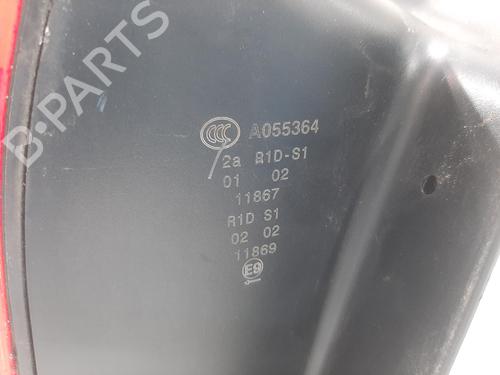 B-PARTS
CCC A055364
2a R1D-S1
01 02
11867
R1D S1
02 02
11869
E9